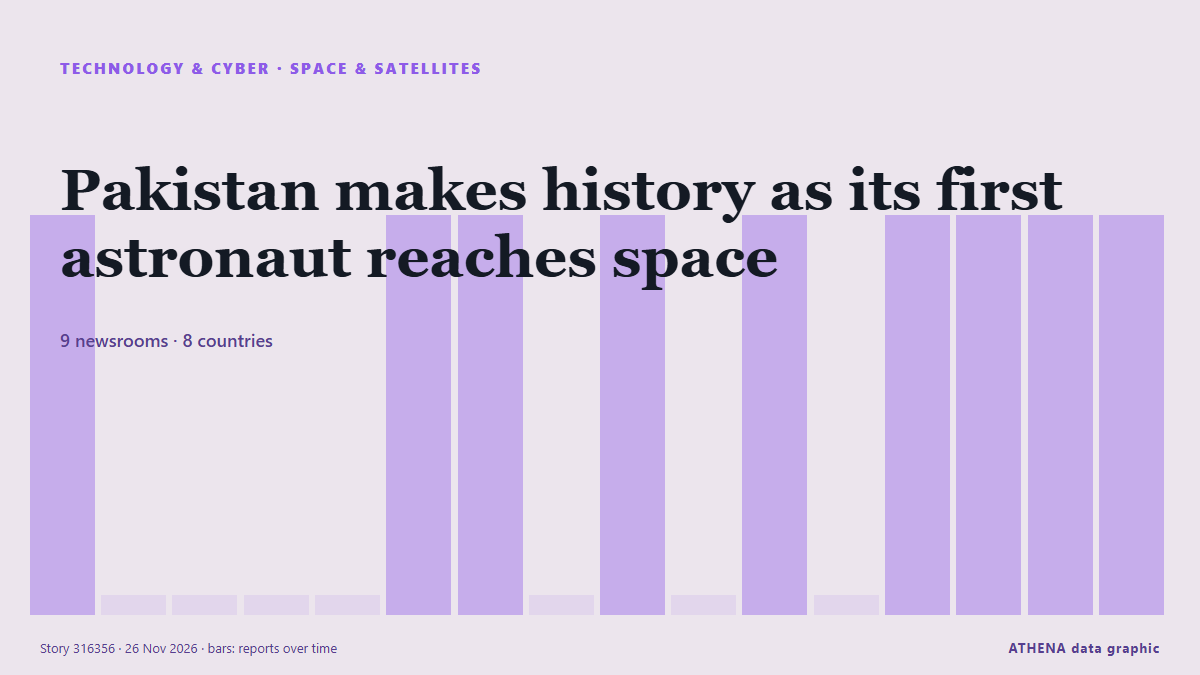 TECHNOLOGY & CYBER · SPACE & SATELLITES
Pakistan makes history as its first
astronaut reaches space
9 newsrooms · 8 countries
Story 316356 · 26 Nov 2026 · bars: reports over time
ATHENA data graphic